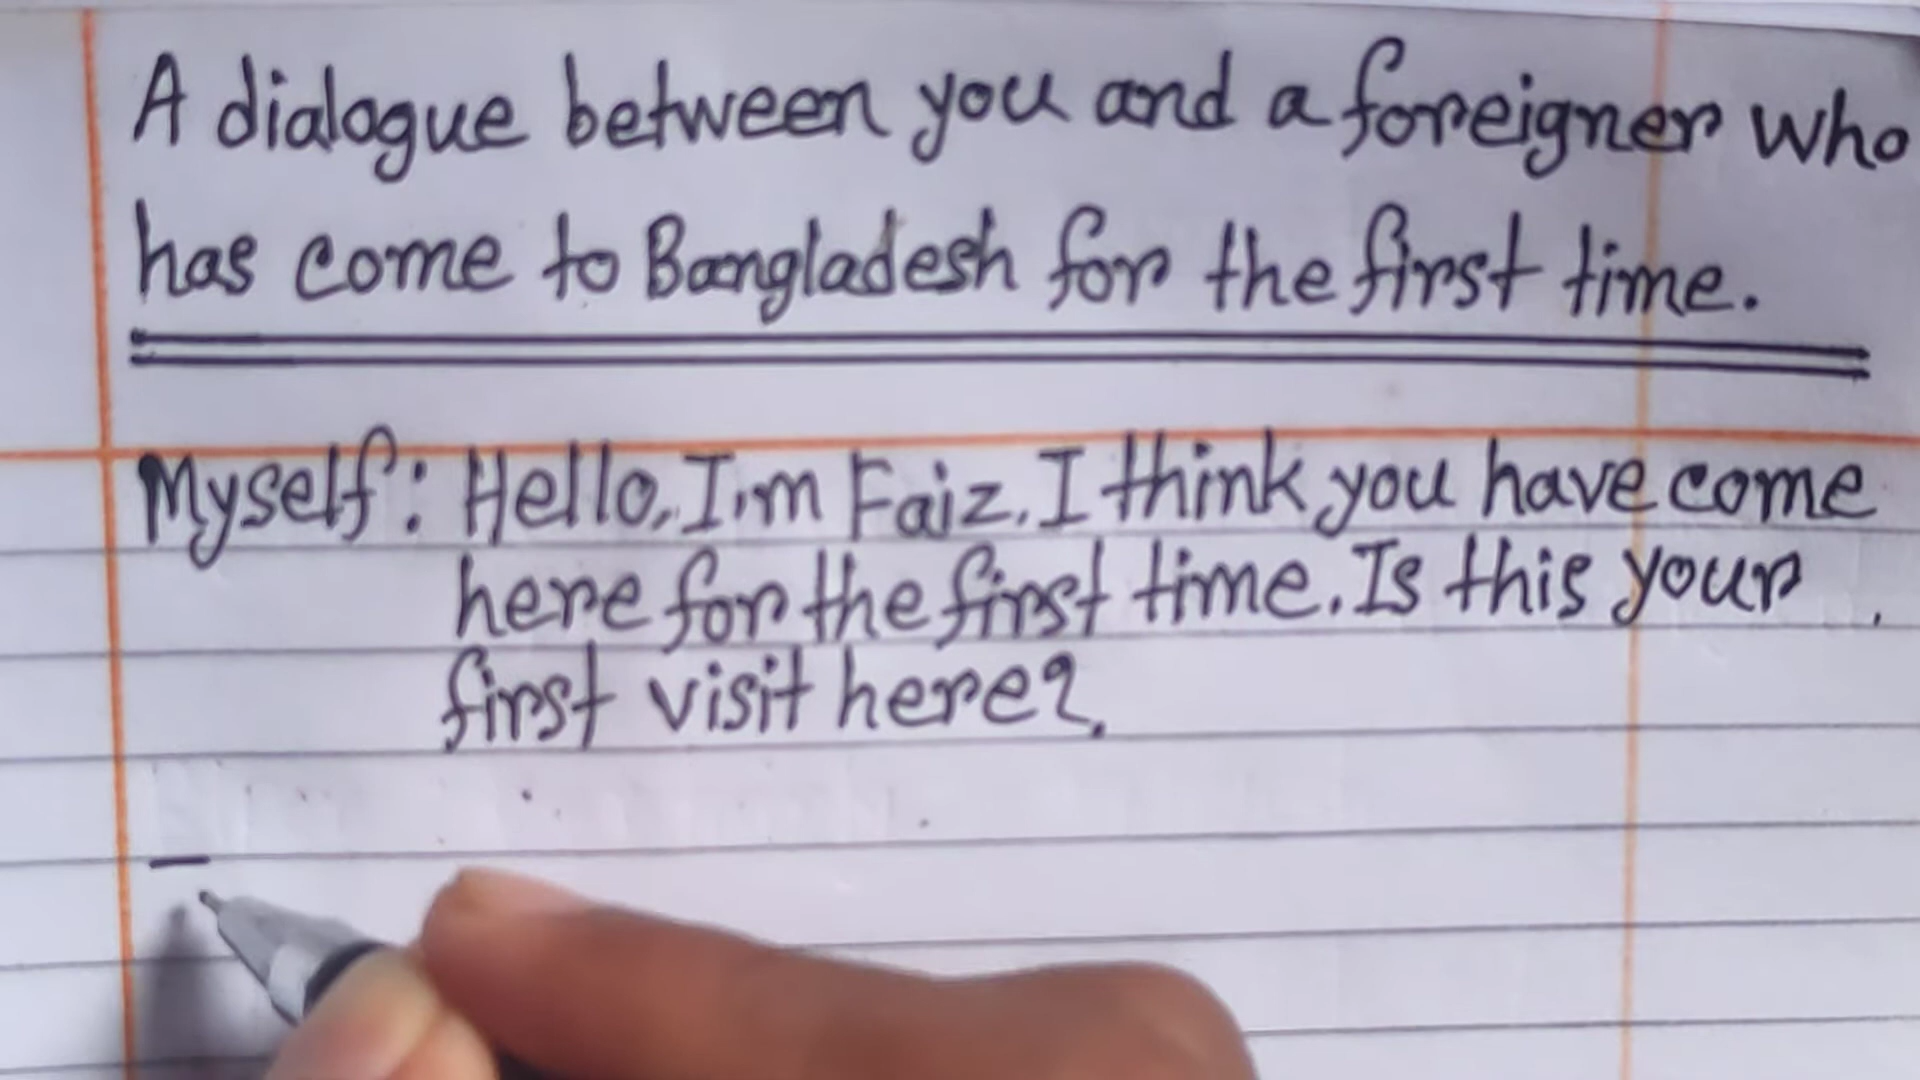 A dialogue between you and a foreigner who
has come to Bangladesh for the first time.
Myself: Hello, I'm Faiz. I think you have come
here for the first time. Is this your
first visit here?